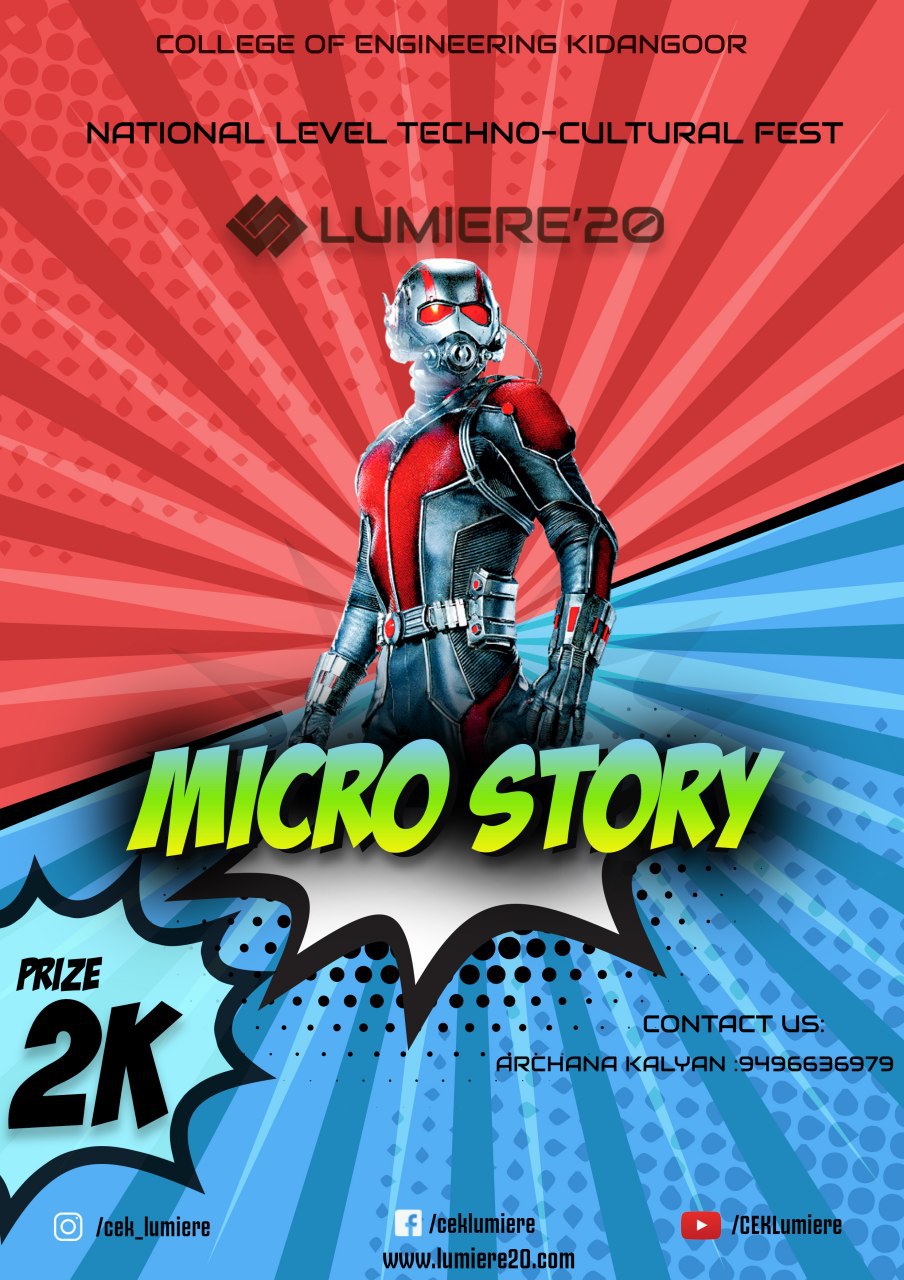 COLLEGE OF ENGINEERING KIDANGOOR
NATIONAL LEVEL TECHNO-CULTURAL FEST
LUMIERE'20
MICRO STORY
PRIZE
2K
CONTACT US:
ARCHANA KALYAN :9496636979
/cek_lumiere
/ceklumiere
/CEKLumiere
www.lumiere20.com